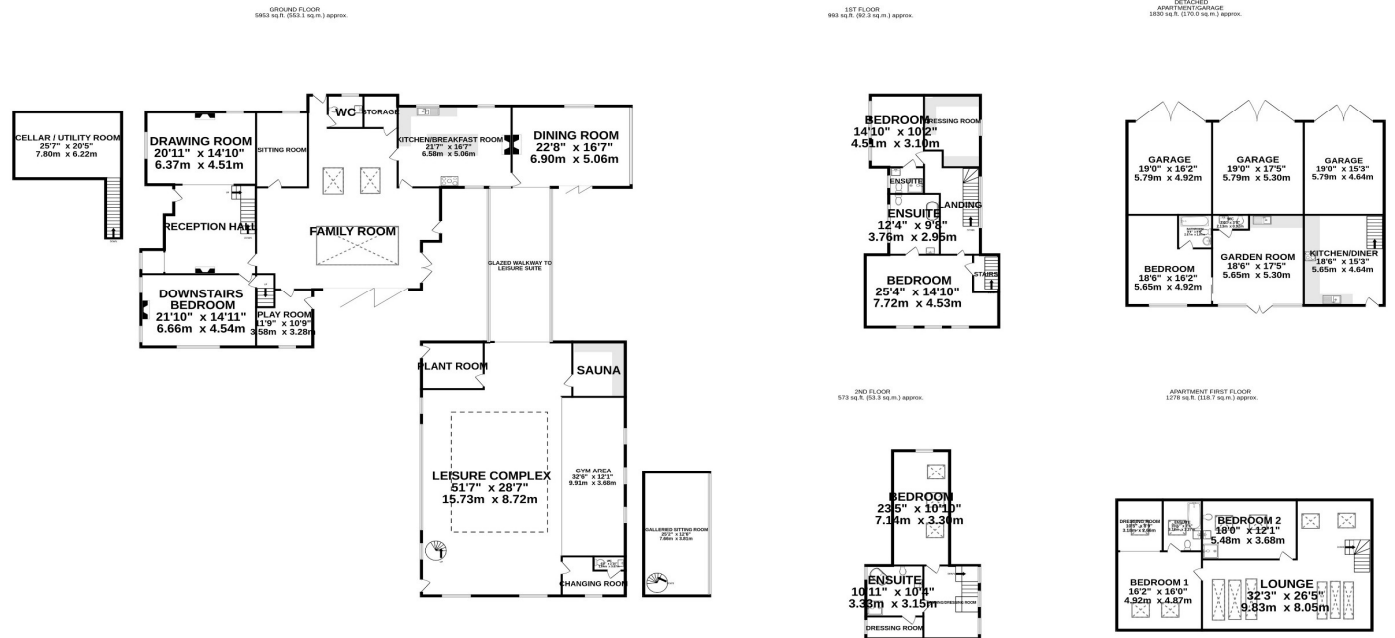 GROUND FLOOR
5953 sq.ft. (553.1 sq.m.) approx.
CELLAR / UTILITY ROOM
25'7" x 20'5"
7.80m x 6.22m
DRAWING ROOM
20'11" x 14'10"
6.37m x 4.51m
SITTING ROOM
WC
STORAGE
KITCHEN/BREAKFAST ROOM
21'7" x 16'7"
6.58m x 5.06m
DINING ROOM
22'8" x 16'7"
6.90m x 5.06m
RECEPTION HALL
FAMILY ROOM
GLAZED WALKWAY TO
LEISURE SUITE
DOWNSTAIRS
BEDROOM
21'10" x 14'11"
6.66m x 4.54m
PLAY ROOM
11'9" x 10'9"
3.58m x 3.28m
PLANT ROOM
SAUNA
LEISURE COMPLEX
51'7" x 28'7"
15.73m x 8.72m
GYM AREA
32'6" x 12'1"
9.91m x 3.68m
CHANGING ROOM
GALLERIED SITTING ROOM
1ST FLOOR
993 sq.ft. (92.3 sq.m.) approx.
BEDROOM
14'10" x 10'2"
4.51m x 3.10m
DRESSING ROOM
ENSUITE
LANDING
ENSUITE
12'4" x 9'8"
3.76m x 2.95m
BEDROOM
25'4" x 14'10"
7.72m x 4.53m
STAIRS
2ND FLOOR
573 sq.ft. (53.3 sq.m.) approx.
BEDROOM
23'5" x 10'10"
7.14m x 3.30m
ENSUITE
10'11" x 10'4"
3.33m x 3.15m
DRESSING ROOM
DETACHED
APARTMENT/GARAGE
1830 sq.ft. (170.0 sq.m.) approx.
GARAGE
19'0" x 16'2"
5.79m x 4.92m
GARAGE
19'0" x 17'5"
5.79m x 5.30m
GARAGE
19'0" x 15'3"
5.79m x 4.64m
BEDROOM
18'6" x 16'2"
5.65m x 4.92m
GARDEN ROOM
18'6" x 17'5"
5.65m x 5.30m
KITCHEN/DINER
18'6" x 15'3"
5.65m x 4.64m
APARTMENT FIRST FLOOR
1278 sq.ft. (118.7 sq.m.) approx.
DRESSING ROOM
ENSUITE
BEDROOM 2
18'0" x 12'1"
5.48m x 3.68m
BEDROOM 1
16'2" x 16'0"
4.92m x 4.87m
LOUNGE
32'3" x 26'5"
9.83m x 8.05m